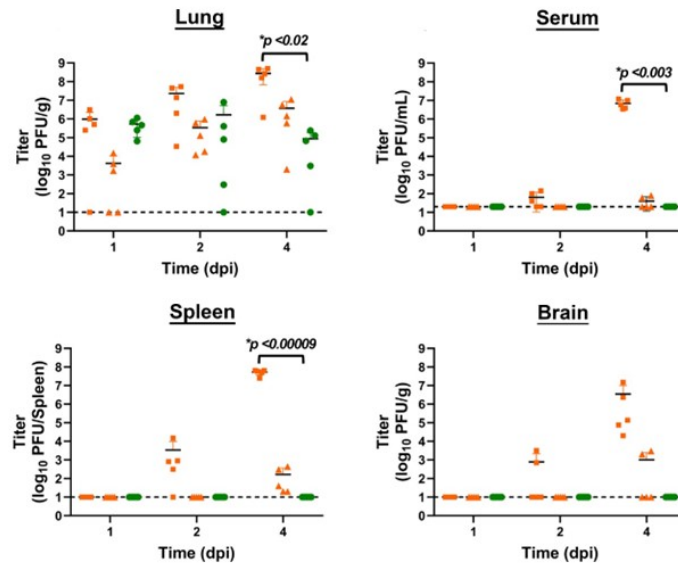 Lung
*p <0.02
Titer
(log10 PFU/g)
9
8
7
6
5
4
3
2
1
0
1 2 4
Time (dpi)
Serum
*p <0.003
Titer
(log10 PFU/mL)
9
8
7
6
5
4
3
2
1
0
1 2 4
Time (dpi)
Spleen
*p <0.00009
Titer
(log10 PFU/Spleen)
9
8
7
6
5
4
3
2
1
0
1 2 4
Time (dpi)
Brain
Titer
(log10 PFU/g)
9
8
7
6
5
4
3
2
1
0
1 2 4
Time (dpi)